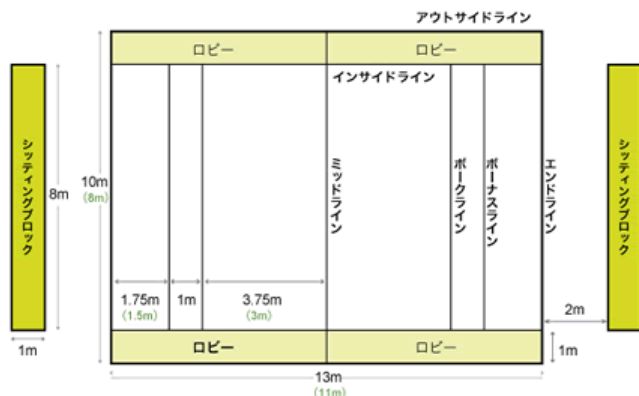 アウトサイドライン
ロビー
ロビー
インサイドライン
シッティングブロック
8m
10m
(8m)
ミッドライン
ボークライン
ボーナスライン
エンドライン
シッティングブロック
1.75m
(1.5m)
1m
3.75m
(3m)
2m
1m
ロビー
ロビー
1m
13m
(11m)